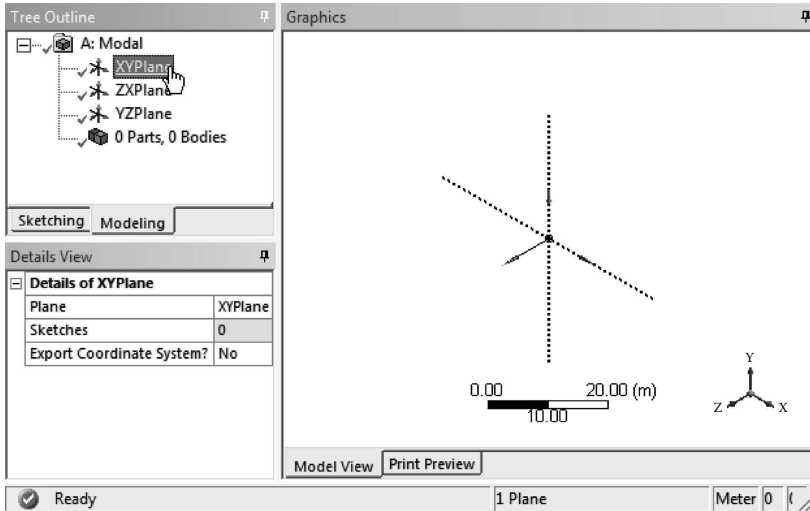 Tree Outline
A: Modal
XYPlane
ZXPlane
YZPlane
0 Parts, 0 Bodies
Sketching Modeling
Details View
Details of XYPlane
Plane XYPlane
Sketches 0
Export Coordinate System? No
Graphics
0.00 20.00 (m)
10.00
Y
Z X
Model View Print Preview
Ready 1 Plane Meter 0